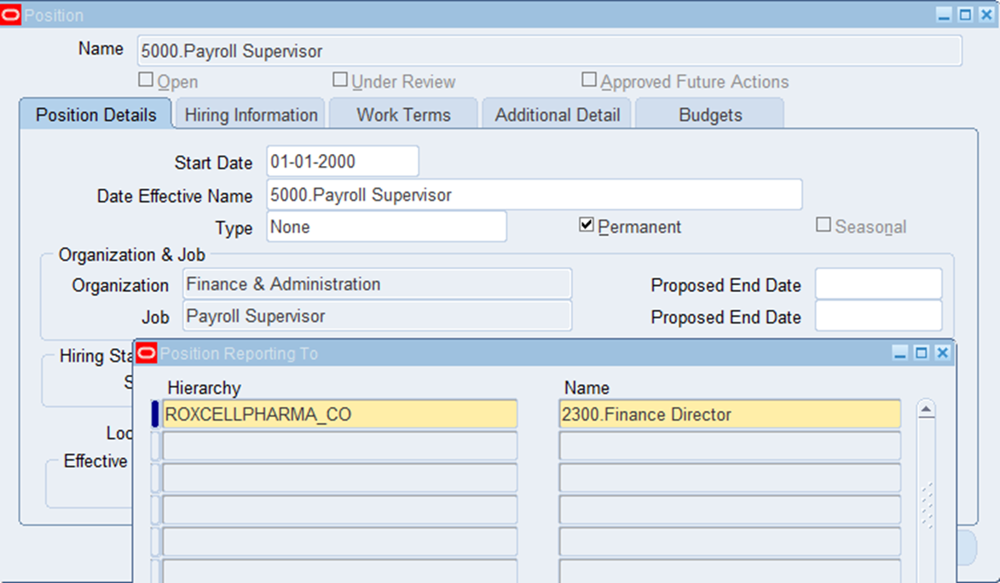 Position
Name 5000.Payroll Supervisor
Open Under Review Approved Future Actions
Position Details Hiring Information Work Terms Additional Detail Budgets
Start Date 01-01-2000
Date Effective Name 5000.Payroll Supervisor
Type None Permanent Seasonal
Organization & Job
Organization Finance & Administration Proposed End Date
Job Payroll Supervisor Proposed End Date
Hiring Sta
Position Reporting To
S
Hierarchy Name
ROXCELLPHARMA_CO 2300.Finance Director
Loc
Effective